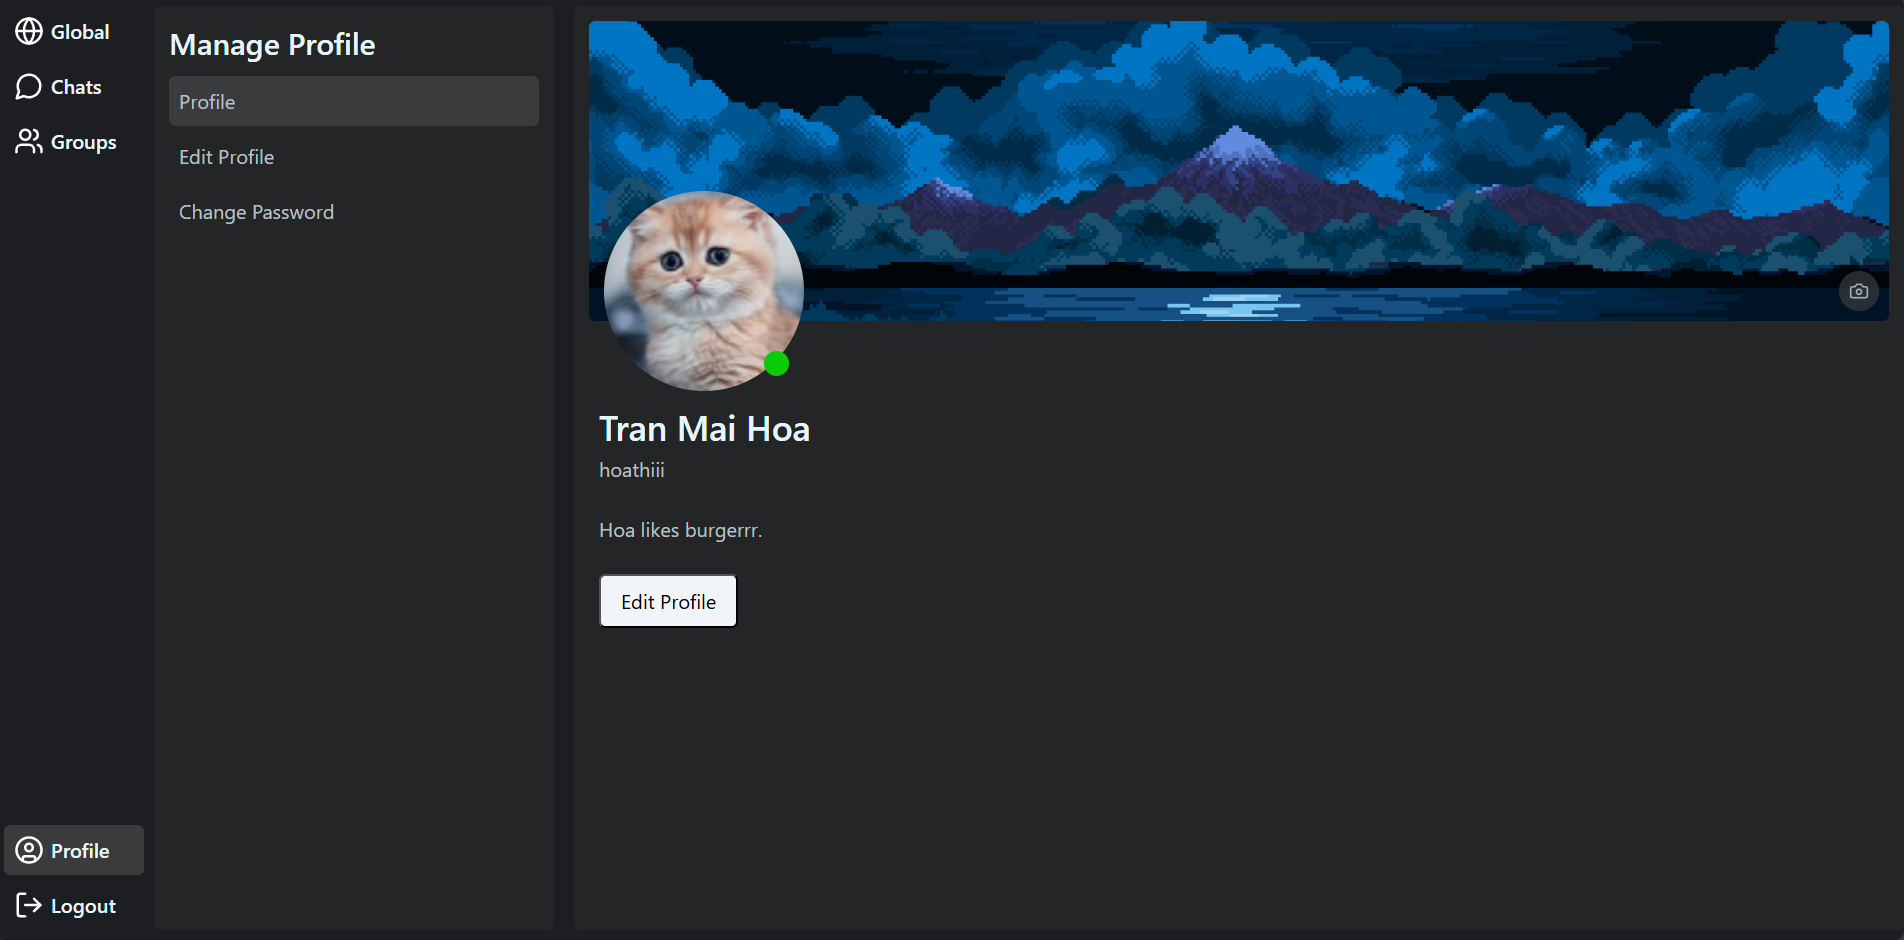 Global
Chats
Groups
Profile
Logout
Manage Profile
Profile
Edit Profile
Change Password
Tran Mai Hoa
hoathiii
Hoa likes burgerrr.
Edit Profile